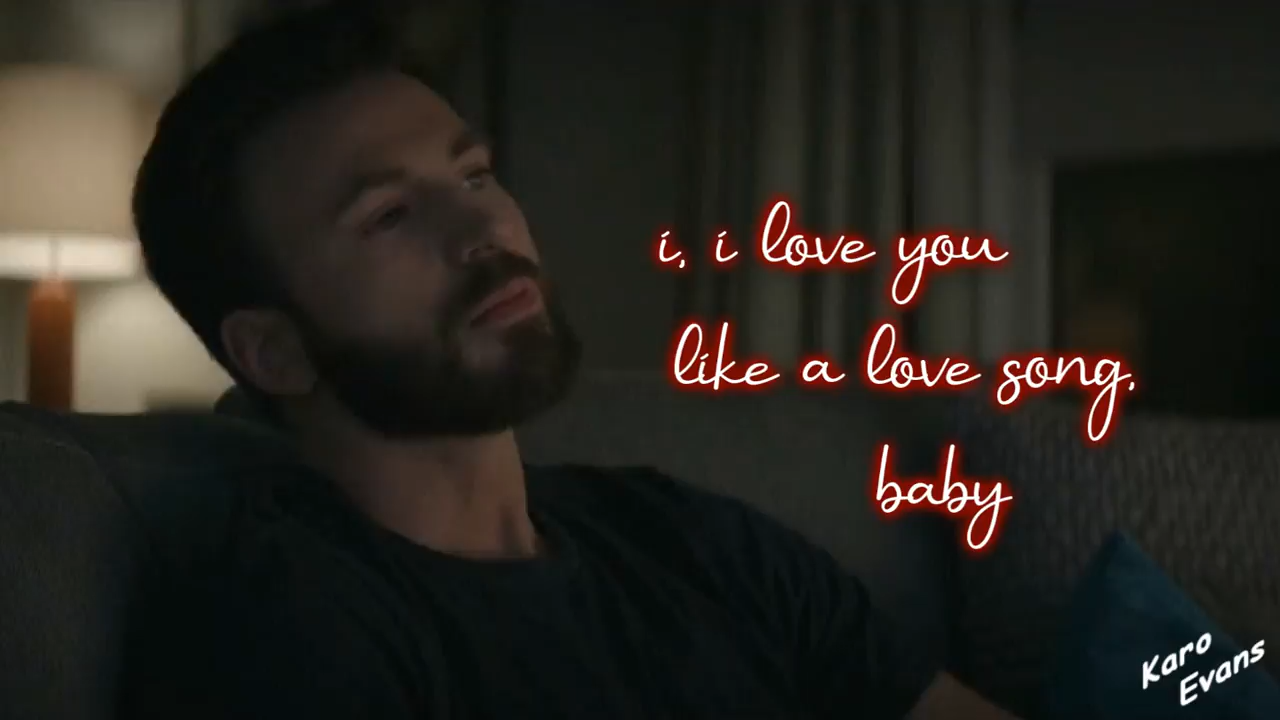 i, i love you
like a love song,
baby
Karo
Evans